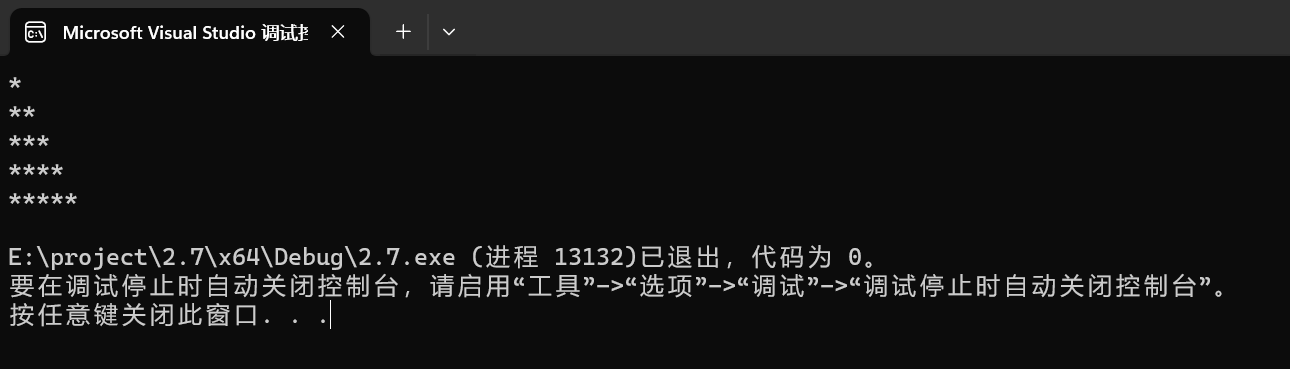 Microsoft Visual Studio 调试
*
**
***
****
*****
E:\project\2.7\x64\Debug\2.7.exe (进程 13132)已退出，代码为 0。
要在调试停止时自动关闭控制台，请启用“工具”->“选项”->“调试”->“调试停止时自动关闭控制台”。
按任意键关闭此窗口. . .